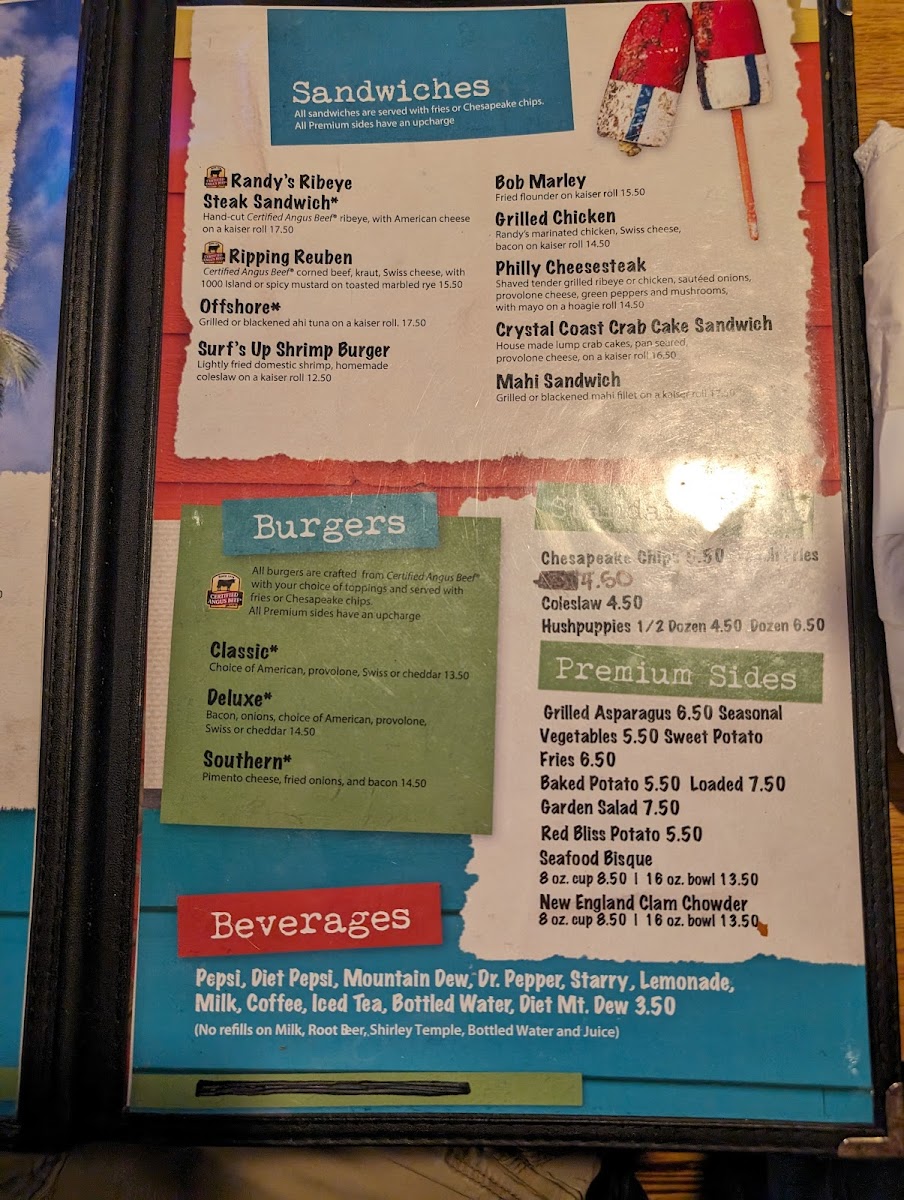 Sandwiches
All sandwiches are served with fries or Chesapeake chips.
All Premium sides have an upcharge
Randy's Ribeye
Steak Sandwich*
Hand-cut Certified Angus Beef® ribeye, with American cheese
on a kaiser roll 17.50
Ripping Reuben
Certified Angus Beef® corned beef, kraut, Swiss cheese, with
1000 Island or spicy mustard on toasted marbled rye 15.50
Offshore*
Grilled or blackened ahi tuna on a kaiser roll. 17.50
Surf's Up Shrimp Burger
Lightly fried domestic shrimp, homemade
coleslaw on a kaiser roll 12.50
Bob Marley
Fried flounder on kaiser roll 15.50
Grilled Chicken
Randy's marinated chicken, Swiss cheese,
bacon on kaiser roll 14.50
Philly Cheesesteak
Shaved tender grilled ribeye or chicken, sautéed onions,
provolone cheese, green peppers and mushrooms,
with mayo on a hoagie roll 14.50
Crystal Coast Crab Cake Sandwich
House made lump crab cakes, pan seared,
provolone cheese, on a kaiser roll 16.50
Mahi Sandwich
Grilled or blackened mahi fillet on a kaiser roll 17.50
Burgers
CERTIFIED
ANGUS BEEF
All burgers are crafted from Certified Angus Beef®
with your choice of toppings and served with
fries or Chesapeake chips.
All Premium sides have an upcharge
Classic*
Choice of American, provolone, Swiss or cheddar 13.50
Deluxe*
Bacon, onions, choice of American, provolone,
Swiss or cheddar 14.50
Southern*
Pimento cheese, fried onions, and bacon 14.50
Chesapeake Chips .50 Fries
4.50
Coleslaw 4.50
Hushpuppies 1/2 Dozen 4.50 Dozen 6.50
Premium Sides
Grilled Asparagus 6.50 Seasonal
Vegetables 5.50 Sweet Potato
Fries 6.50
Baked Potato 5.50 Loaded 7.50
Garden Salad 7.50
Red Bliss Potato 5.50
Seafood Bisque
8 oz. cup 8.50 | 16 oz. bowl 13.50
New England Clam Chowder
8 oz. cup 8.50 | 16 oz. bowl 13.50
Beverages
Pepsi, Diet Pepsi, Mountain Dew, Dr. Pepper, Starry, Lemonade,
Milk, Coffee, Iced Tea, Bottled Water, Diet Mt. Dew 3.50
(No refills on Milk, Root Beer, Shirley Temple, Bottled Water and Juice)